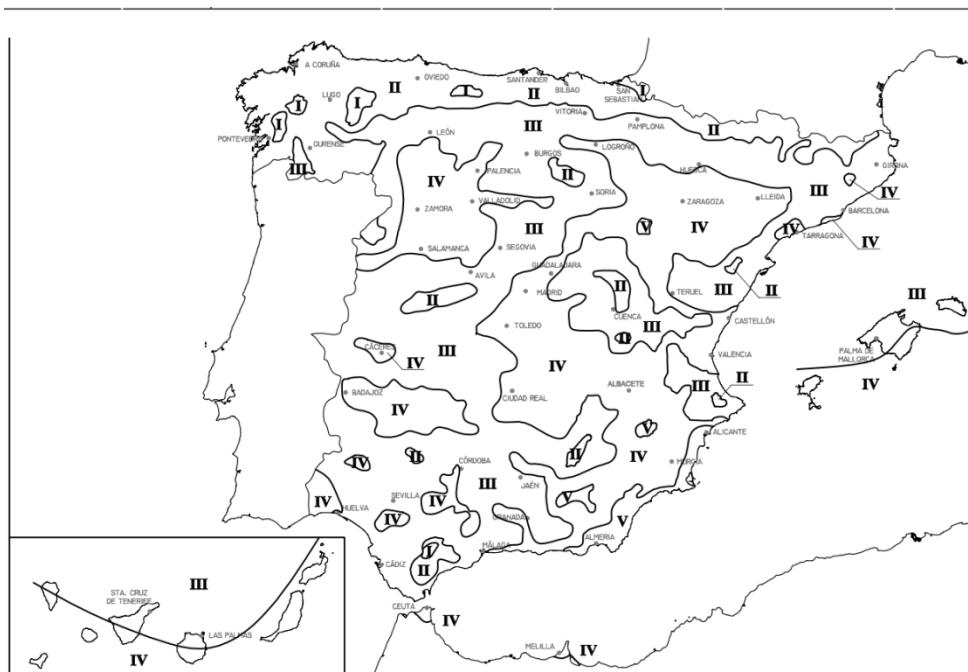 A CORUÑA
OVIEDO
SANTANDER
BILBAO
SAN
SEBASTIAN
I
LUGO
II
I
II
I
I
VITORIA
PAMPLONA
II
PONTEVEDRA
I
OURENSE
LEÓN
III
LOGROÑO
BURGOS
HUESCA
GIRONA
III
IV
PALENCIA
II
SORIA
III
IV
ZAMORA
VALLADOLID
ZARAGOZA
LLEIDA
BARCELONA
III
V
IV
IV
TARRAGONA
IV
SALAMANCA
SEGOVIA
AVILA
GUADALAJARA
MADRID
II
II
TERUEL
III
II
III
CUENCA
CASTELLÓN
TOLEDO
III
II
CÁCERES
IV
III
IV
VALENCIA
PALMA DE
MALLORCA
IV
BADAJOZ
IV
CIUDAD REAL
ALBACETE
III
II
V
ALICANTE
IV
II
II
IV
MURCIA
CÓRDOBA
III
JAÉN
IV
HUELVA
SEVILLA
IV
V
IV
GRANADA
V
ALMERIA
MÁLAGA
I
CÁDIZ
II
III
STA. CRUZ
DE TENERIFE
LAS PALMAS
IV
CEUTA
IV
MELILLA
IV